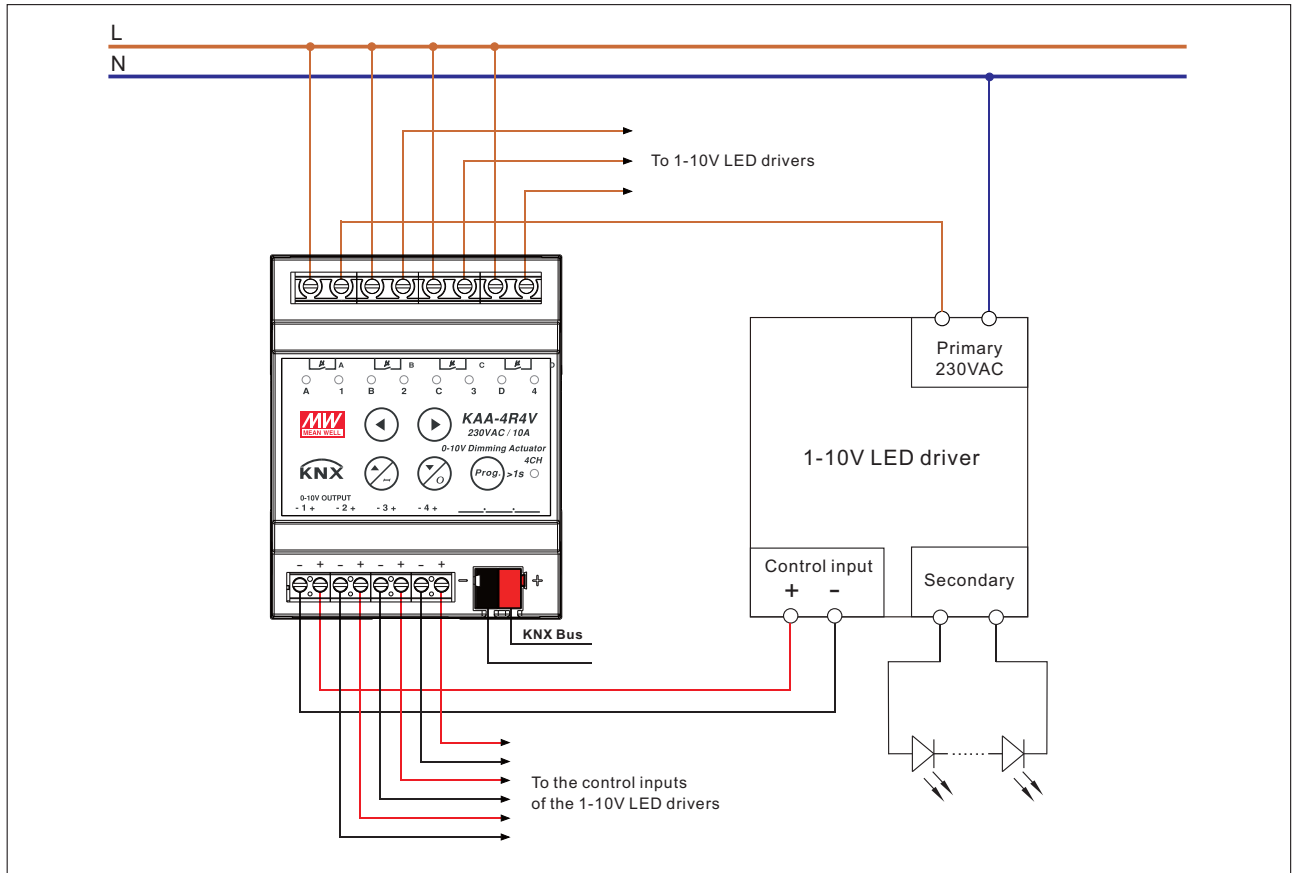 L
N
To 1-10V LED drivers
Primary
230VAC
1-10V LED driver
Control input
+ -
Secondary
A B C D
A 1 B 2 C 3 D 4
MW
MEAN WELL
KAA-4R4V
230VAC / 10A
0-10V Dimming Actuator
4CH
KNX
Prog. >1s
0-10V OUTPUT
- 1 + - 2 + - 3 + - 4 +
- + - + - + - +
- +
KNX Bus
To the control inputs
of the 1-10V LED drivers